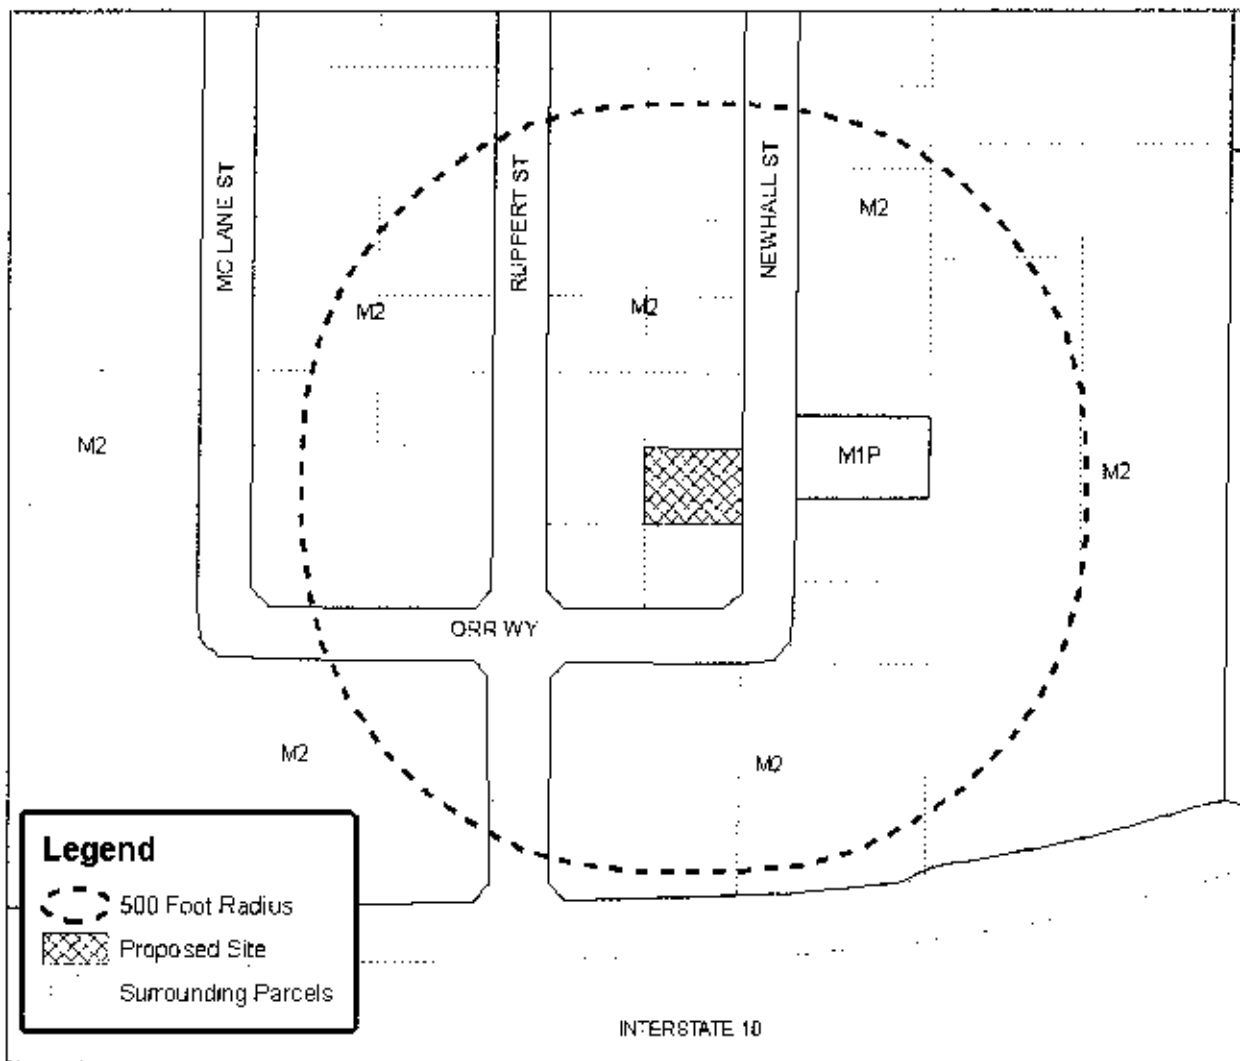 MC LANE ST
RUPPERT ST
NEWHALL ST
M2
M2
M2
M2
M1P
M2
ORR WY
M2
M2
Legend
500 Foot Radius
Proposed Site
Surrounding Parcels
INTERSTATE 10